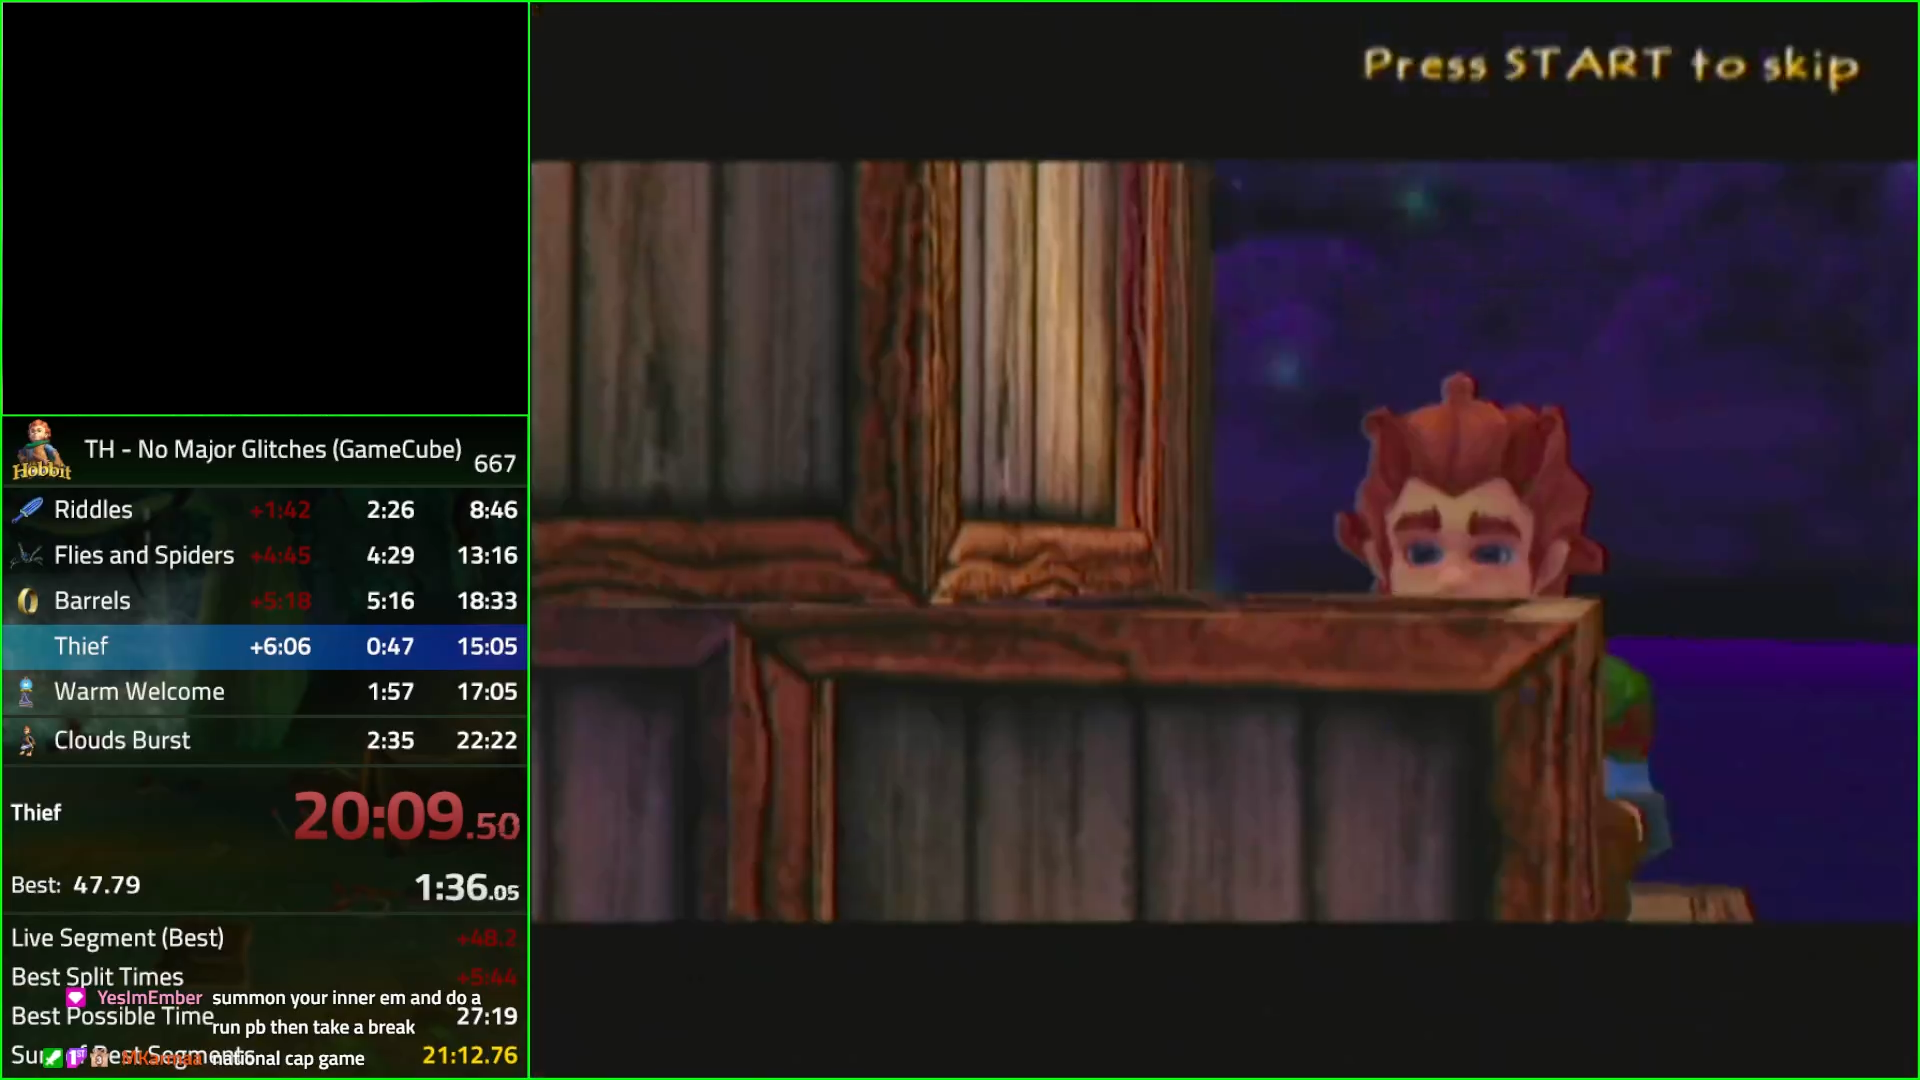 Press START to skip
Hobbit
TH - No Major Glitches (GameCube) 667
Riddles +1:42 2:26 8:46
Flies and Spiders +4:45 4:29 13:16
Barrels +5:18 5:16 18:33
Thief +6:06 0:47 15:05
Warm Welcome 1:57 17:05
Clouds Burst 2:35 22:22
Thief 20:09.50
Best: 47.79 1:36.05
Live Segment (Best) +48.2
Best Split Times +5:44
YesImEmber summon your inner em and do a
Best Possible Time 27:19
run pb then take a break
Sum of Best Segments 21:12.76
MKarmaa national cap game